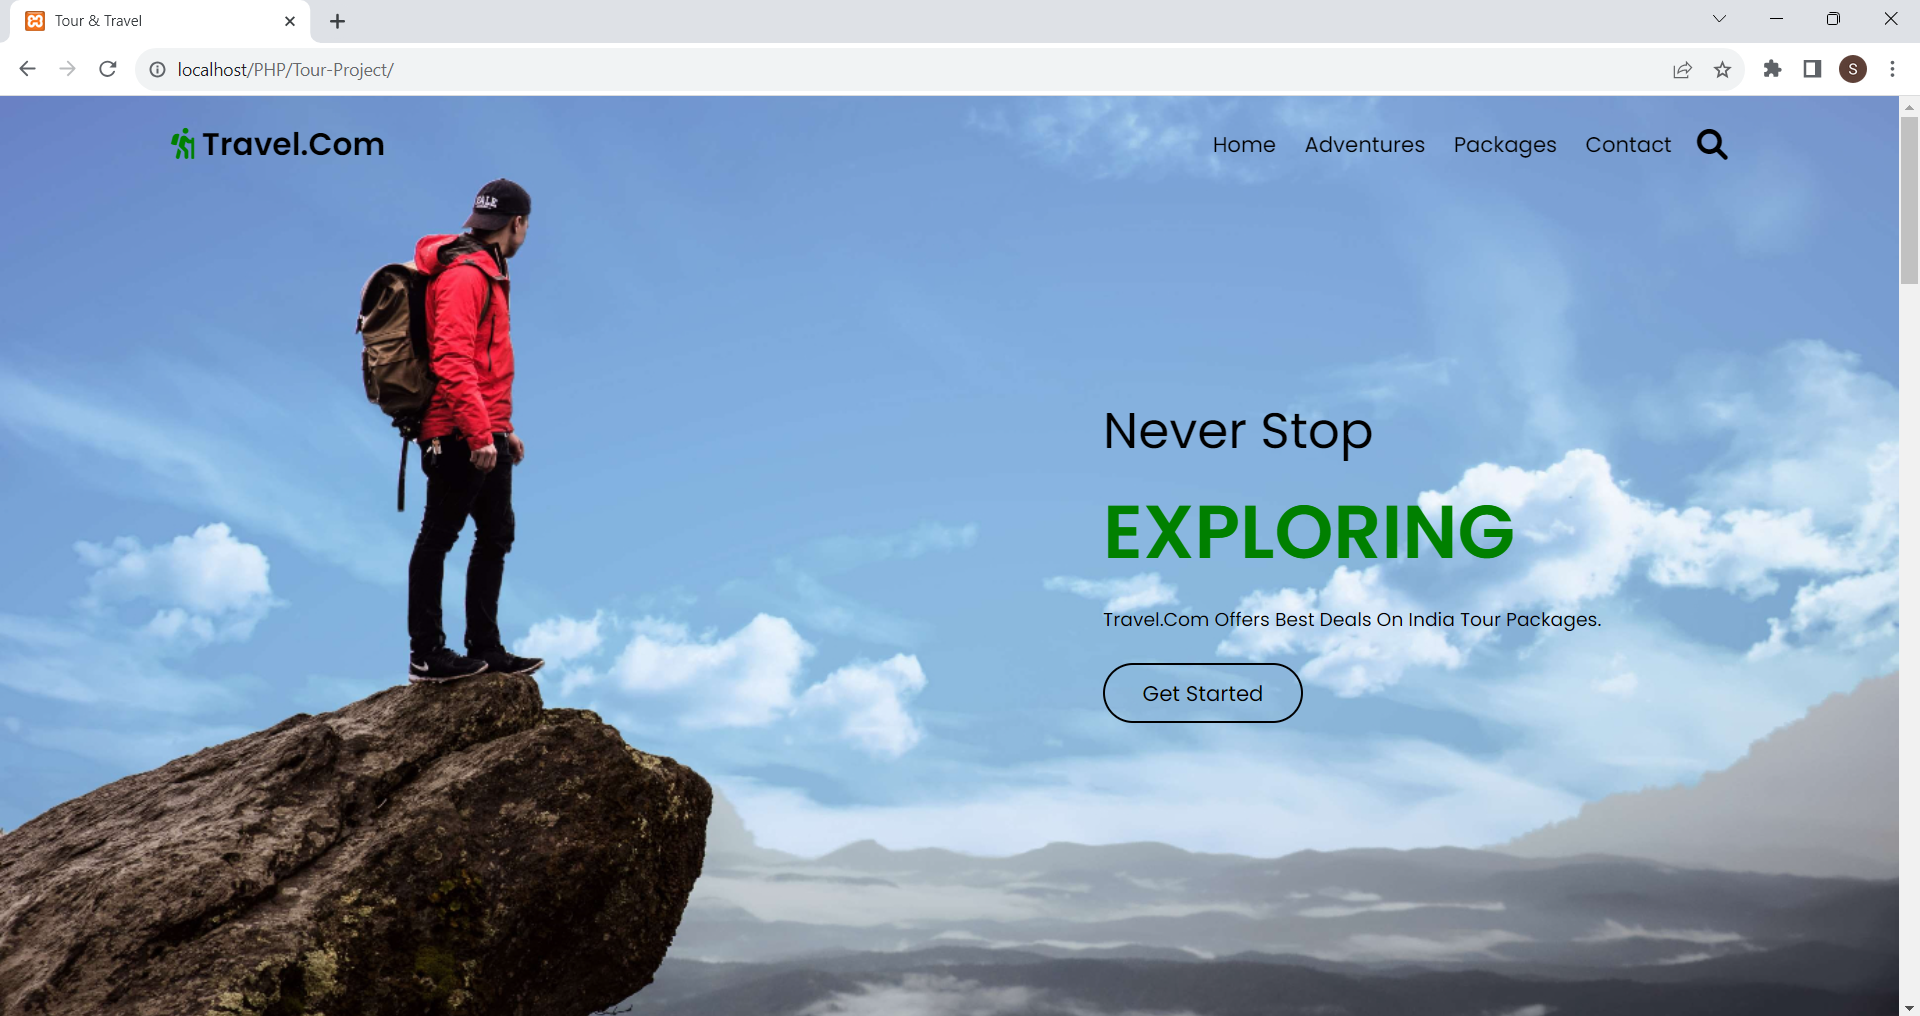 Tour & Travel
localhost/PHP/Tour-Project/
S
Travel.Com
Home Adventures Packages Contact
Never Stop
EXPLORING
Travel.Com Offers Best Deals On India Tour Packages.
Get Started